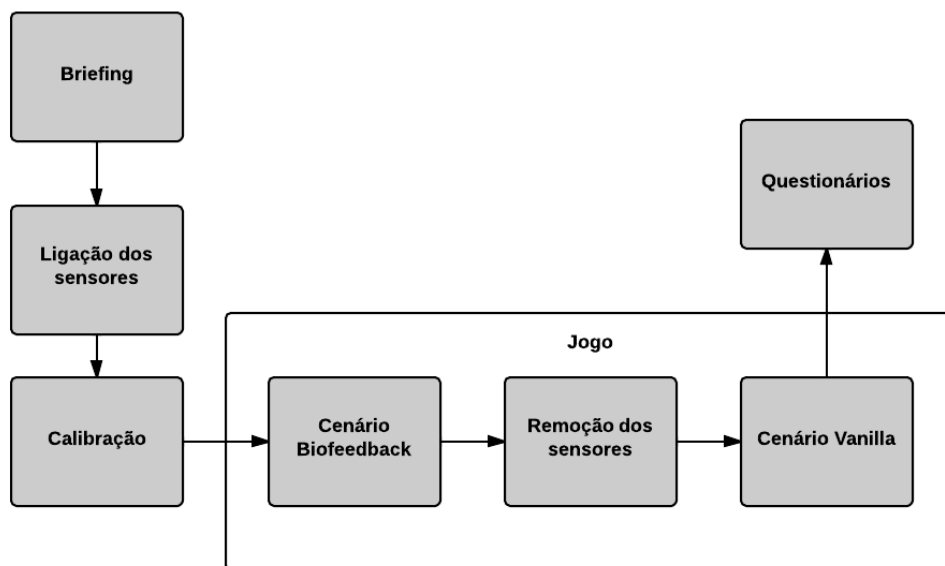 Briefing
Ligação dos
sensores
Calibração
Jogo
Cenário
Biofeedback
Remoção dos
sensores
Cenário Vanilla
Questionários